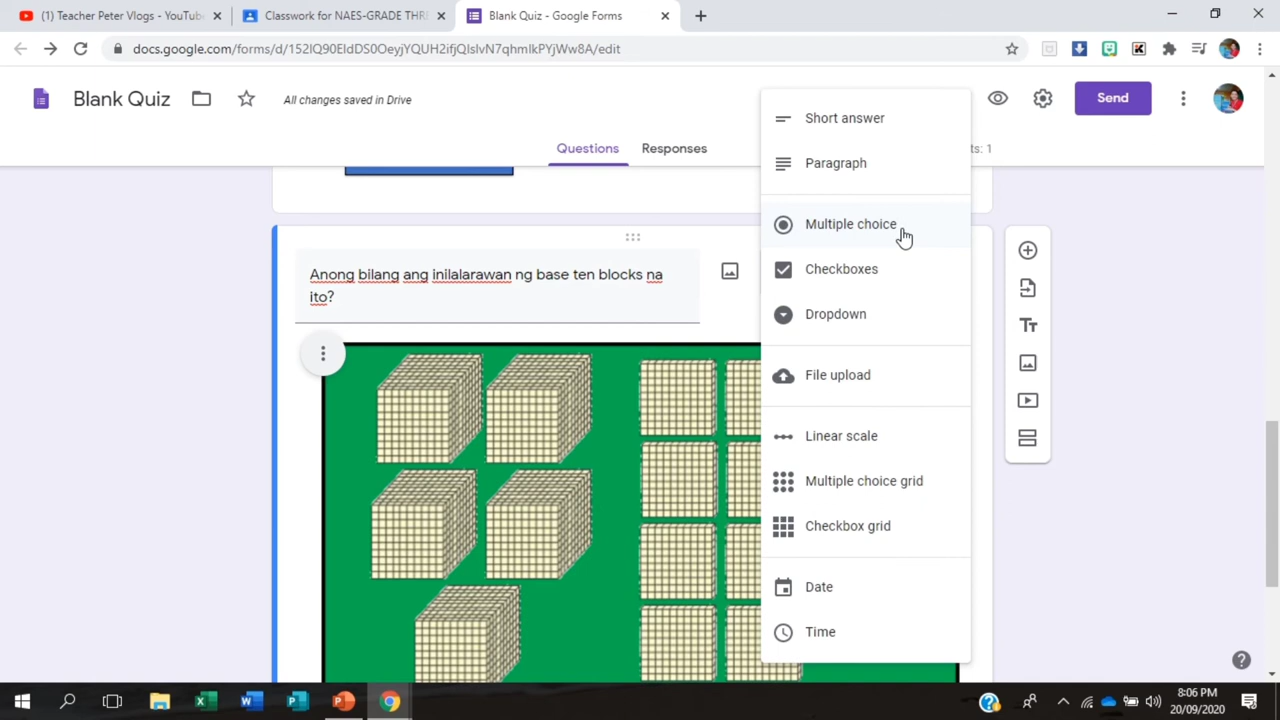 (1) Teacher Peter Vlogs - YouTube
Classwork for NAES-GRADE THRE
Blank Quiz - Google Forms
docs.google.com/forms/d/152IQ90EIdDS0OeyjYQUH2ifjQIslvN7qhmIkPYjWw8A/edit
Blank Quiz
All changes saved in Drive
Send
Questions
Responses
ts: 1
Short answer
Paragraph
Multiple choice
Checkboxes
Dropdown
File upload
Linear scale
Multiple choice grid
Checkbox grid
Date
Time
Anong bilang ang inilalarawan ng base ten blocks na
ito?
8:06 PM
20/09/2020